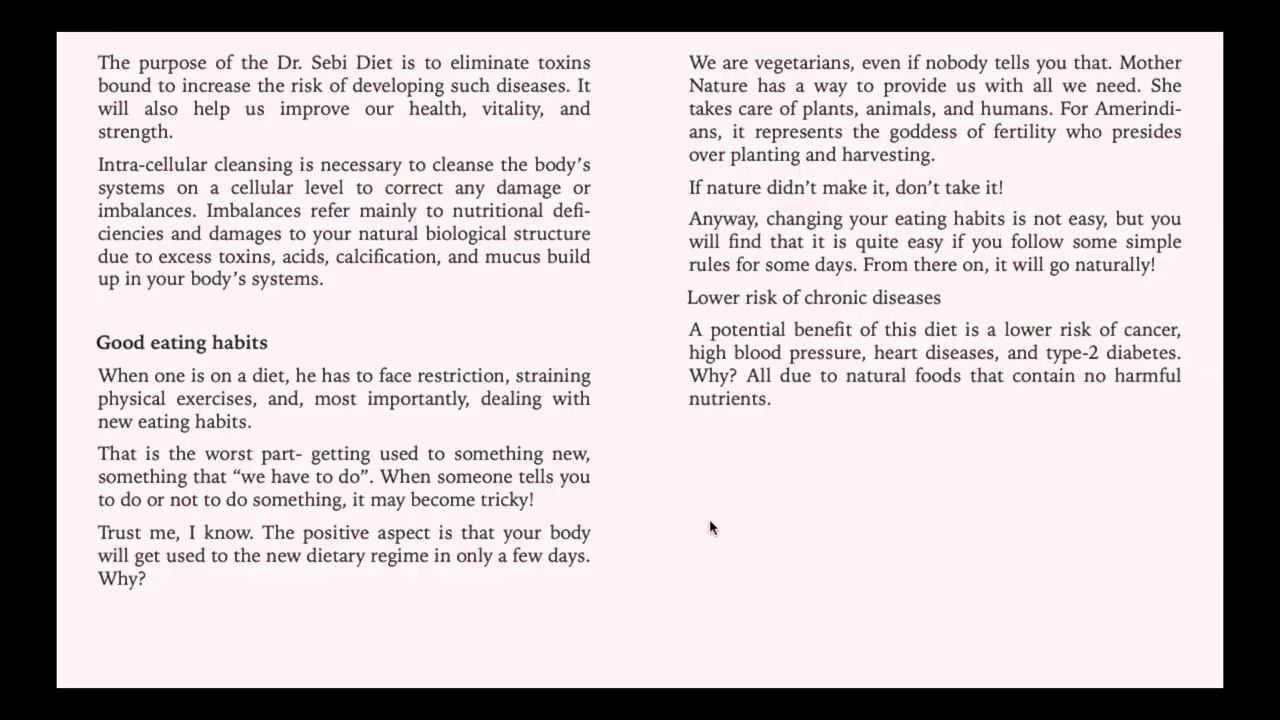 The purpose of the Dr. Sebi Diet is to eliminate toxins
bound to increase the risk of developing such diseases. It
will also help us improve our health, vitality, and
strength.
Intra-cellular cleansing is necessary to cleanse the body's
systems on a cellular level to correct any damage or
imbalances. Imbalances refer mainly to nutritional defi-
ciencies and damages to your natural biological structure
due to excess toxins, acids, calcification, and mucus build
up in your body's systems.
Good eating habits
When one is on a diet, he has to face restriction, straining
physical exercises, and, most importantly, dealing with
new eating habits.
That is the worst part- getting used to something new,
something that “we have to do”. When someone tells you
to do or not to do something, it may become tricky!
Trust me, I know. The positive aspect is that your body
will get used to the new dietary regime in only a few days.
Why?
We are vegetarians, even if nobody tells you that. Mother
Nature has a way to provide us with all we need. She
takes care of plants, animals, and humans. For Amerindi-
ans, it represents the goddess of fertility who presides
over planting and harvesting.
If nature didn't make it, don't take it!
Anyway, changing your eating habits is not easy, but you
will find that it is quite easy if you follow some simple
rules for some days. From there on, it will go naturally!
Lower risk of chronic diseases
A potential benefit of this diet is a lower risk of cancer,
high blood pressure, heart diseases, and type-2 diabetes.
Why? All due to natural foods that contain no harmful
nutrients.